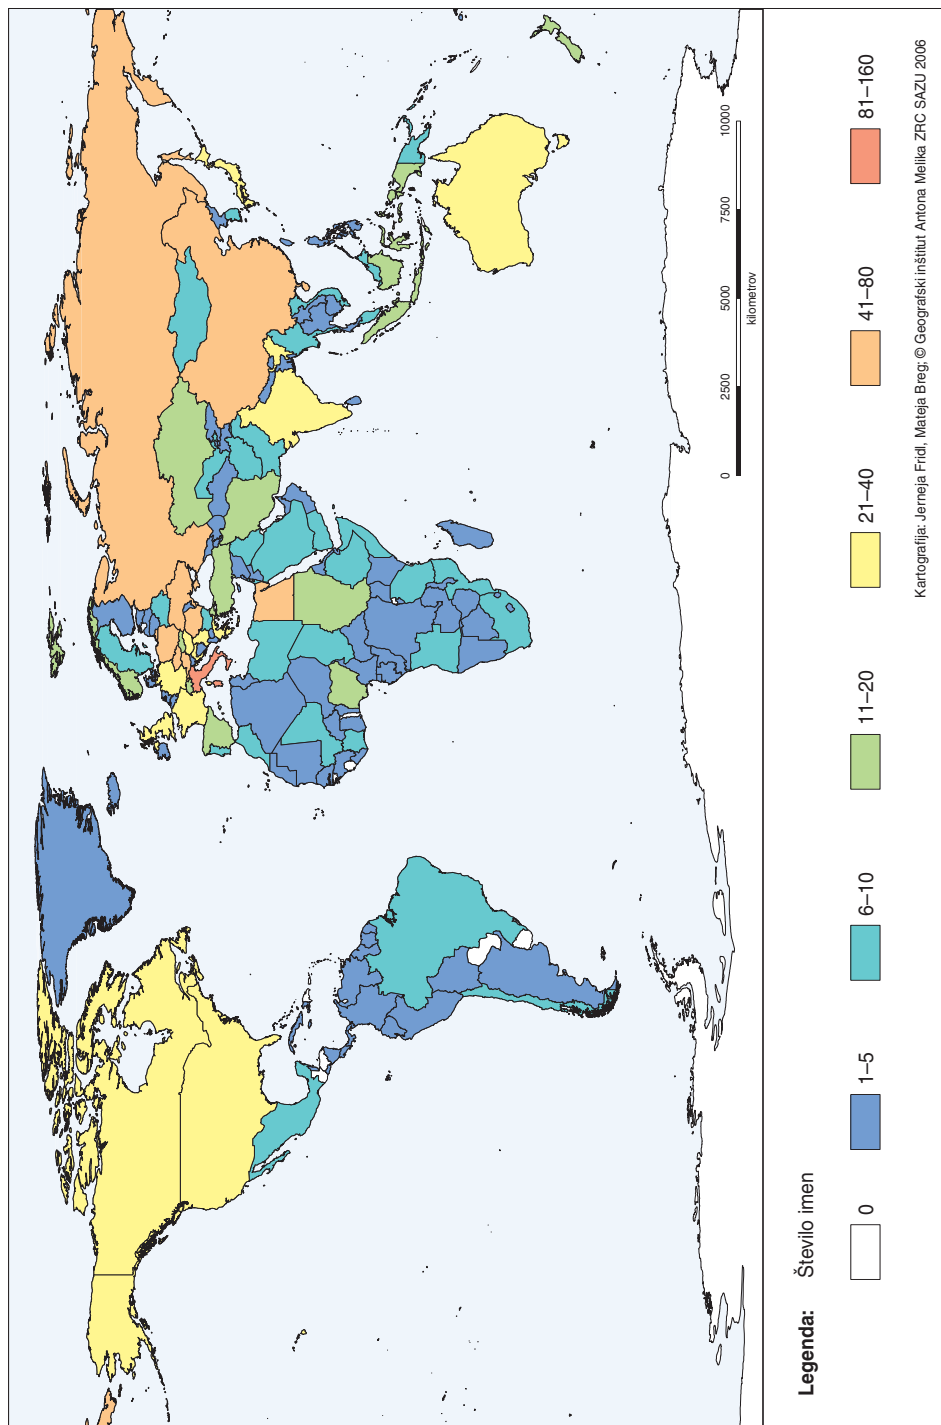 0 2500 5000 7500 10000
kilometrov
Legenda: Število imen
0 1–5 6–10 11–20 21–40 41–80 81–160
Kartografija: Jerneja Fridl, Mateja Breg; © Geografski inštitut Antona Melika ZRC SAZU 2006